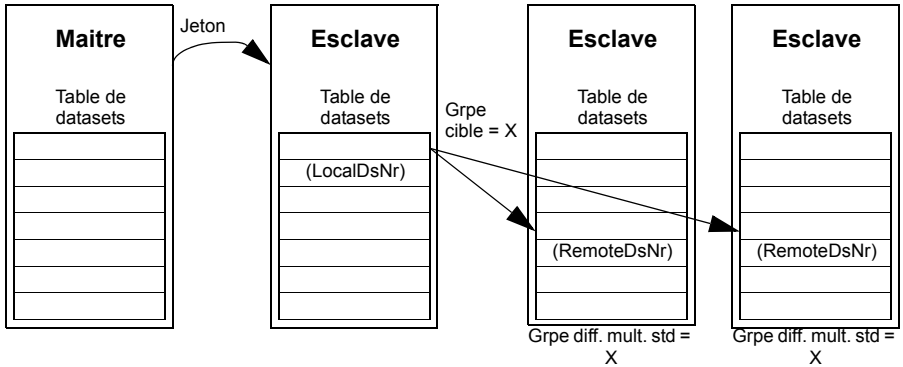 Maitre
Jeton
Esclave
Esclave
Esclave
Table de
datasets
Table de
datasets
Table de
datasets
Table de
datasets
Grpe
cible = X
(LocalDsNr)
(RemoteDsNr)
(RemoteDsNr)
Grpe diff. mult. std =
X
Grpe diff. mult. std =
X